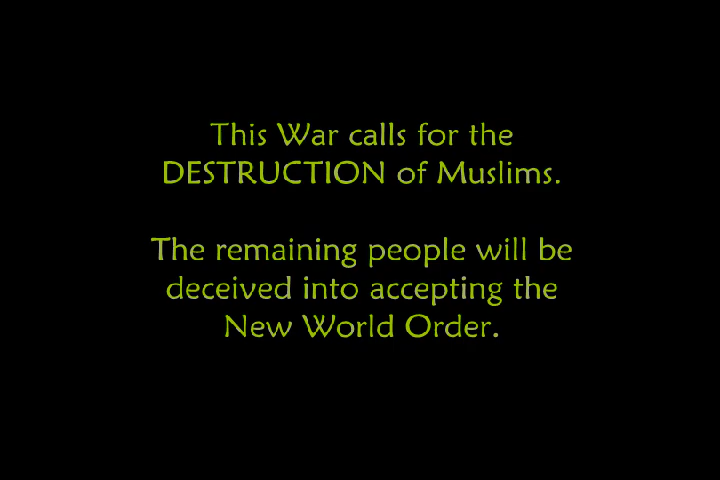 This War calls for the
DESTRUCTION of Muslims.
The remaining people will be
deceived into accepting the
New World Order.